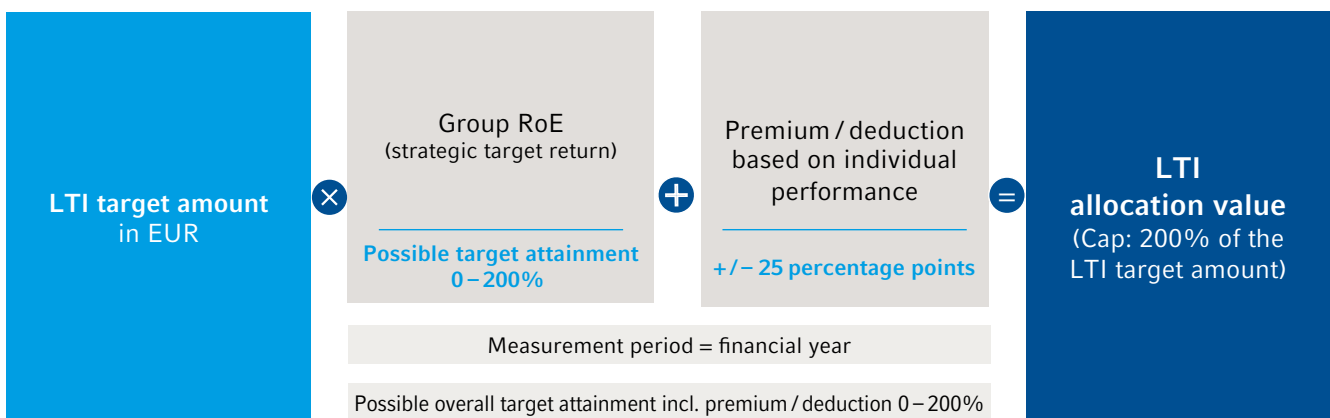 LTI target amount
in EUR
×
Group RoE
(strategic target return)
Possible target attainment
0–200%
+
Premium / deduction
based on individual
performance
+/– 25 percentage points
=
LTI
allocation value
(Cap: 200% of the
LTI target amount)
Measurement period = financial year
Possible overall target attainment incl. premium / deduction 0–200%